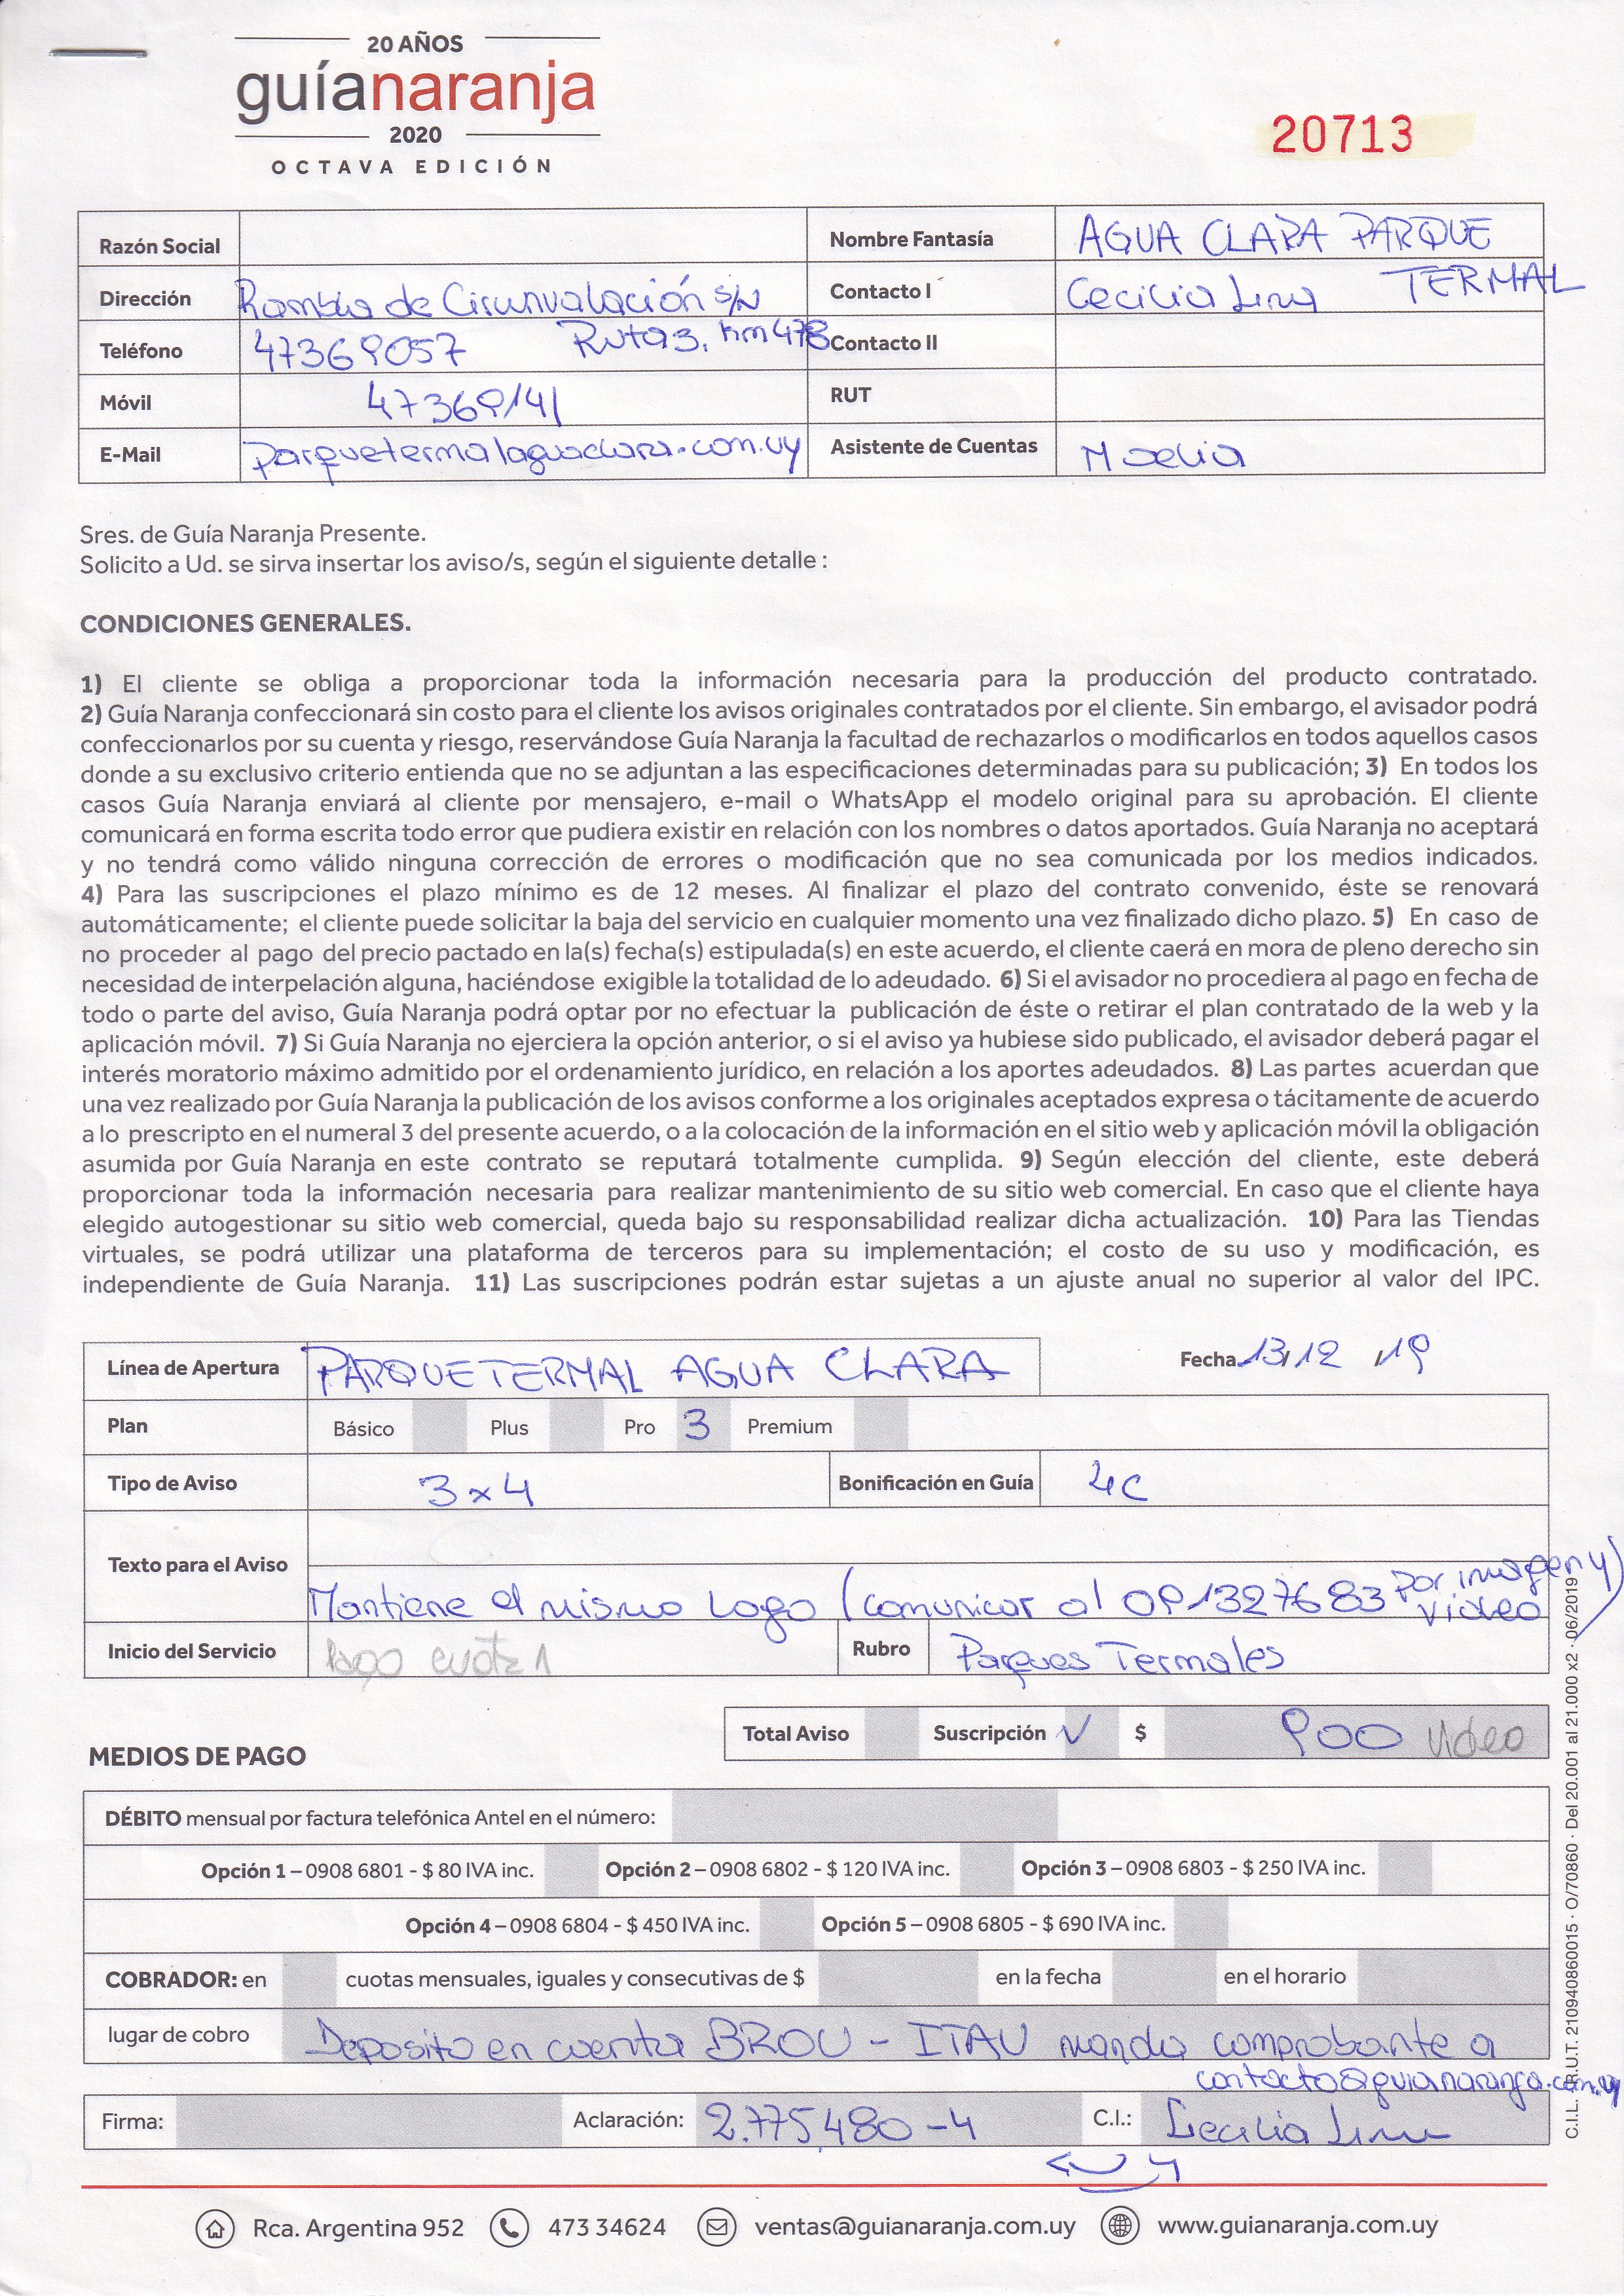 20 AÑOS
guíanaranja
2020
OCTAVA EDICIÓN
20713
Razón Social
Nombre Fantasía AGUA CLARA PARQUE
TERMAL
Dirección Rambla de Circunvalación s/N
Ruta 3, km 478
Contacto I Cecilia
Teléfono 47369057
Contacto II
Móvil 47369141
RUT
E-Mail parquetermalaguaclara.com.uy
Asistente de Cuentas
Sres. de Guía Naranja Presente.
Solicito a Ud. se sirva insertar los aviso/s, según el siguiente detalle :
CONDICIONES GENERALES.
1) El cliente se obliga a proporcionar toda la información necesaria para la producción del producto contratado.
2) Guía Naranja confeccionará sin costo para el cliente los avisos originales contratados por el cliente. Sin embargo, el avisador podrá
confeccionarlos por su cuenta y riesgo, reservándose Guía Naranja la facultad de rechazarlos o modificarlos en todos aquellos casos
donde a su exclusivo criterio entienda que no se adjuntan a las especificaciones determinadas para su publicación; 3) En todos los
casos Guía Naranja enviará al cliente por mensajero, e-mail o WhatsApp el modelo original para su aprobación. El cliente
comunicará en forma escrita todo error que pudiera existir en relación con los nombres o datos aportados. Guía Naranja no aceptará
y no tendrá como válido ninguna corrección de errores o modificación que no sea comunicada por los medios indicados.
4) Para las suscripciones el plazo mínimo es de 12 meses. Al finalizar el plazo del contrato convenido, éste se renovará
automáticamente; el cliente puede solicitar la baja del servicio en cualquier momento una vez finalizado dicho plazo. 5) En caso de
no proceder al pago del precio pactado en la(s) fecha(s) estipulada(s) en este acuerdo, el cliente caerá en mora de pleno derecho sin
necesidad de interpelación alguna, haciéndose exigible la totalidad de lo adeudado. 6) Si el avisador no procediera al pago en fecha de
todo o parte del aviso, Guía Naranja podrá optar por no efectuar la publicación de éste o retirar el plan contratado de la web y la
aplicación móvil. 7) Si Guía Naranja no ejerciera la opción anterior, o si el aviso ya hubiese sido publicado, el avisador deberá pagar el
interés moratorio máximo admitido por el ordenamiento jurídico, en relación a los aportes adeudados. 8) Las partes acuerdan que
una vez realizado por Guía Naranja la publicación de los avisos conforme a los originales aceptados expresa o tácitamente de acuerdo
a lo prescripto en el numeral 3 del presente acuerdo, o a la colocación de la información en el sitio web y aplicación móvil la obligación
asumida por Guía Naranja en este contrato se reputará totalmente cumplida. 9) Según elección del cliente, este deberá
proporcionar toda la información necesaria para realizar mantenimiento de su sitio web comercial. En caso que el cliente haya
elegido autogestionar su sitio web comercial, queda bajo su responsabilidad realizar dicha actualización. 10) Para las Tiendas
virtuales, se podrá utilizar una plataforma de terceros para su implementación; el costo de su uso y modificación, es
independiente de Guía Naranja. 11) Las suscripciones podrán estar sujetas a un ajuste anual no superior al valor del IPC.
Línea de Apertura PARQUE TERMAL AGUA CLARA
Fecha 13/12/19
Plan Básico Plus Pro 3 Premium
Tipo de Aviso 3x4 Bonificación en Guía 4C
Texto para el Aviso
Mantiene el mismo Logo (comunicar al 091327683 por imagen y
video)
Inicio del Servicio pago cuota 1 Rubro Parques Termales
Total Aviso Suscripción ✓ $ 900 video
MEDIOS DE PAGO
DÉBITO mensual por factura telefónica Antel en el número:
Opción 1 – 0908 6801 - $ 80 IVA inc. Opción 2 – 0908 6802 - $ 120 IVA inc. Opción 3 – 0908 6803 - $ 250 IVA inc.
Opción 4 – 0908 6804 - $ 450 IVA inc. Opción 5 – 0908 6805 - $ 690 IVA inc.
COBRADOR: en cuotas mensuales, iguales y consecutivas de $ en la fecha en el horario
lugar de cobro Deposito en cuenta BROU - ITAU manda comprobante a
contacto@guianaranja.com.uy
Firma: Aclaración: 2.775.480-4 C.I.: Cecilia
C.I.L. · R.U.T. 210940860015 · O/70860 · Del 20.001 al 21.000 x2 · 06/2019
Rca. Argentina 952 473 34624 ventas@guianaranja.com.uy www.guianaranja.com.uy